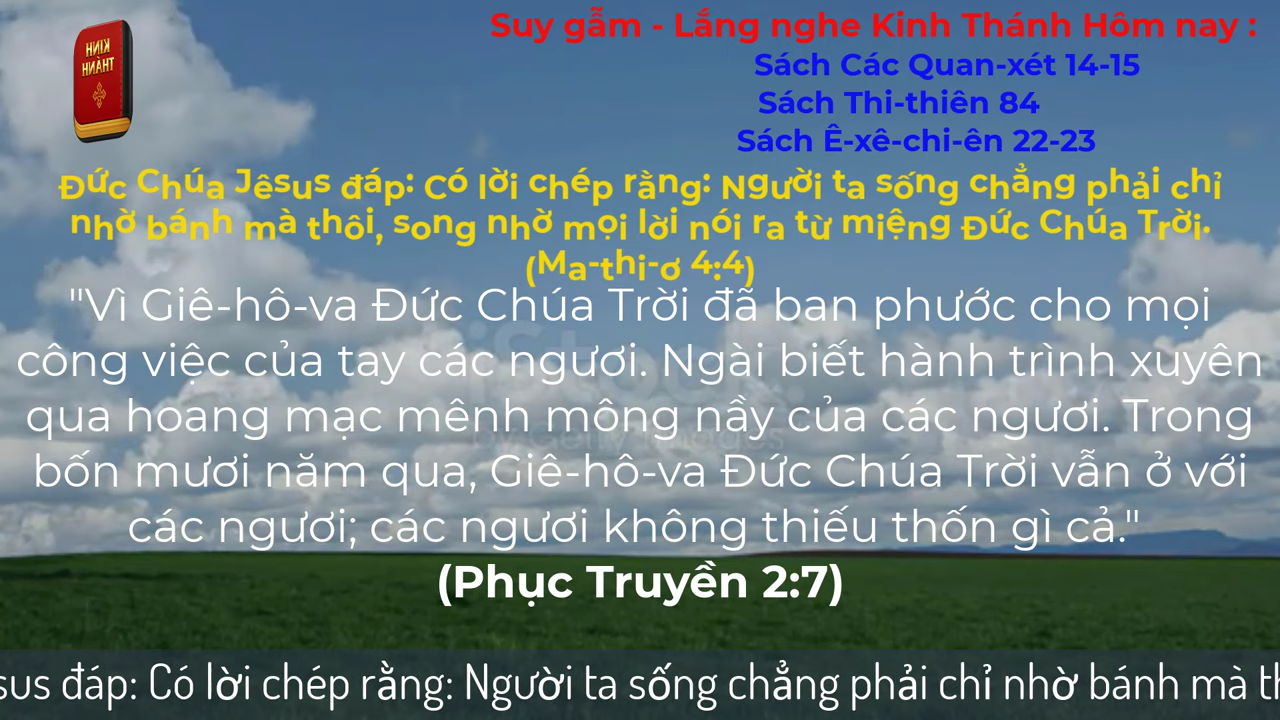 KINH
THÁNH
Suy gẫm - Lắng nghe Kinh Thánh Hôm nay :
Sách Các Quan-xét 14-15
Sách Thi-thiên 84
Sách Ê-xê-chi-ên 22-23
Đức Chúa Jêsus đáp: Có lời chép rằng: Người ta sống chẳng phải chỉ
nhờ bánh mà thôi, song nhờ mọi lời nói ra từ miệng Đức Chúa Trời.
(Ma-thi-ơ 4:4)
"Vì Giê-hô-va Đức Chúa Trời đã ban phước cho mọi
công việc của tay các ngươi. Ngài biết hành trình xuyên
qua hoang mạc mênh mông nầy của các ngươi. Trong
bốn mươi năm qua, Giê-hô-va Đức Chúa Trời vẫn ở với
các ngươi; các ngươi không thiếu thốn gì cả."
(Phục Truyền 2:7)
iStock
by Getty Images
sus đáp: Có lời chép rằng: Người ta sống chẳng phải chỉ nhờ bánh mà th